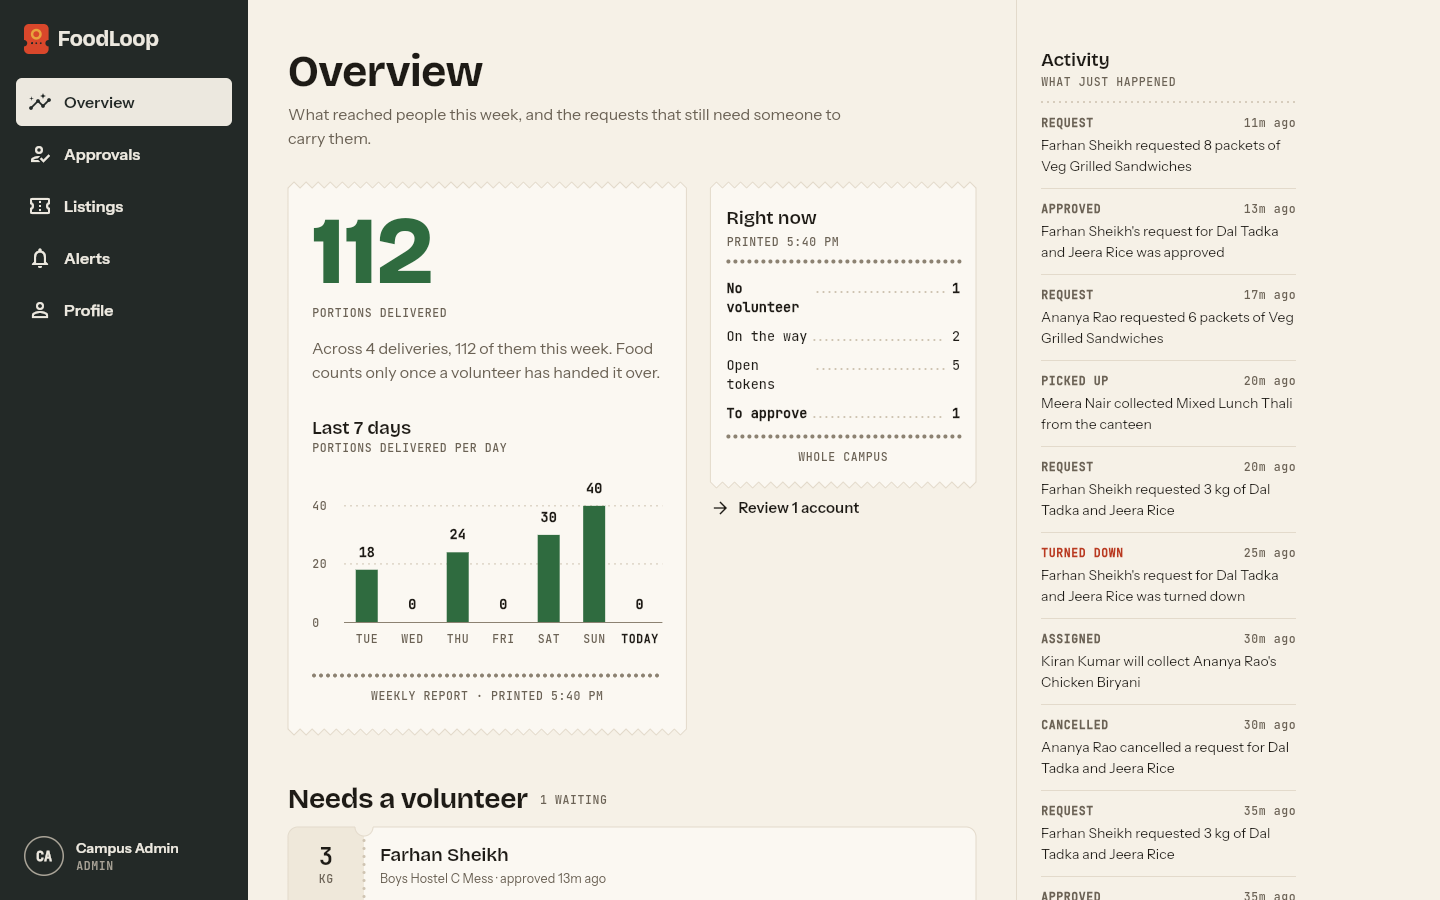 FoodLoop
Overview
Approvals
Listings
Alerts
Profile
CA
Campus Admin
ADMIN
Overview
What reached people this week, and the requests that still need someone to
carry them.
112
PORTIONS DELIVERED
Across 4 deliveries, 112 of them this week. Food
counts only once a volunteer has handed it over.
Last 7 days
PORTIONS DELIVERED PER DAY
40
20
0
18
0
24
0
30
40
0
TUE WED THU FRI SAT SUN TODAY
WEEKLY REPORT · PRINTED 5:40 PM
Right now
PRINTED 5:40 PM
No
volunteer 1
On the way 2
Open
tokens 5
To approve 1
WHOLE CAMPUS
Review 1 account
Needs a volunteer 1 WAITING
3
KG
Farhan Sheikh
Boys Hostel C Mess · approved 13m ago
Activity
WHAT JUST HAPPENED
REQUEST 11m ago
Farhan Sheikh requested 8 packets of
Veg Grilled Sandwiches
APPROVED 13m ago
Farhan Sheikh's request for Dal Tadka
and Jeera Rice was approved
REQUEST 17m ago
Ananya Rao requested 6 packets of Veg
Grilled Sandwiches
PICKED UP 20m ago
Meera Nair collected Mixed Lunch Thali
from the canteen
REQUEST 20m ago
Farhan Sheikh requested 3 kg of Dal
Tadka and Jeera Rice
TURNED DOWN 25m ago
Farhan Sheikh's request for Dal Tadka
and Jeera Rice was turned down
ASSIGNED 30m ago
Kiran Kumar will collect Ananya Rao's
Chicken Biryani
CANCELLED 30m ago
Ananya Rao cancelled a request for Dal
Tadka and Jeera Rice
REQUEST 35m ago
Farhan Sheikh requested 3 kg of Dal
Tadka and Jeera Rice
APPROVED 35m ago